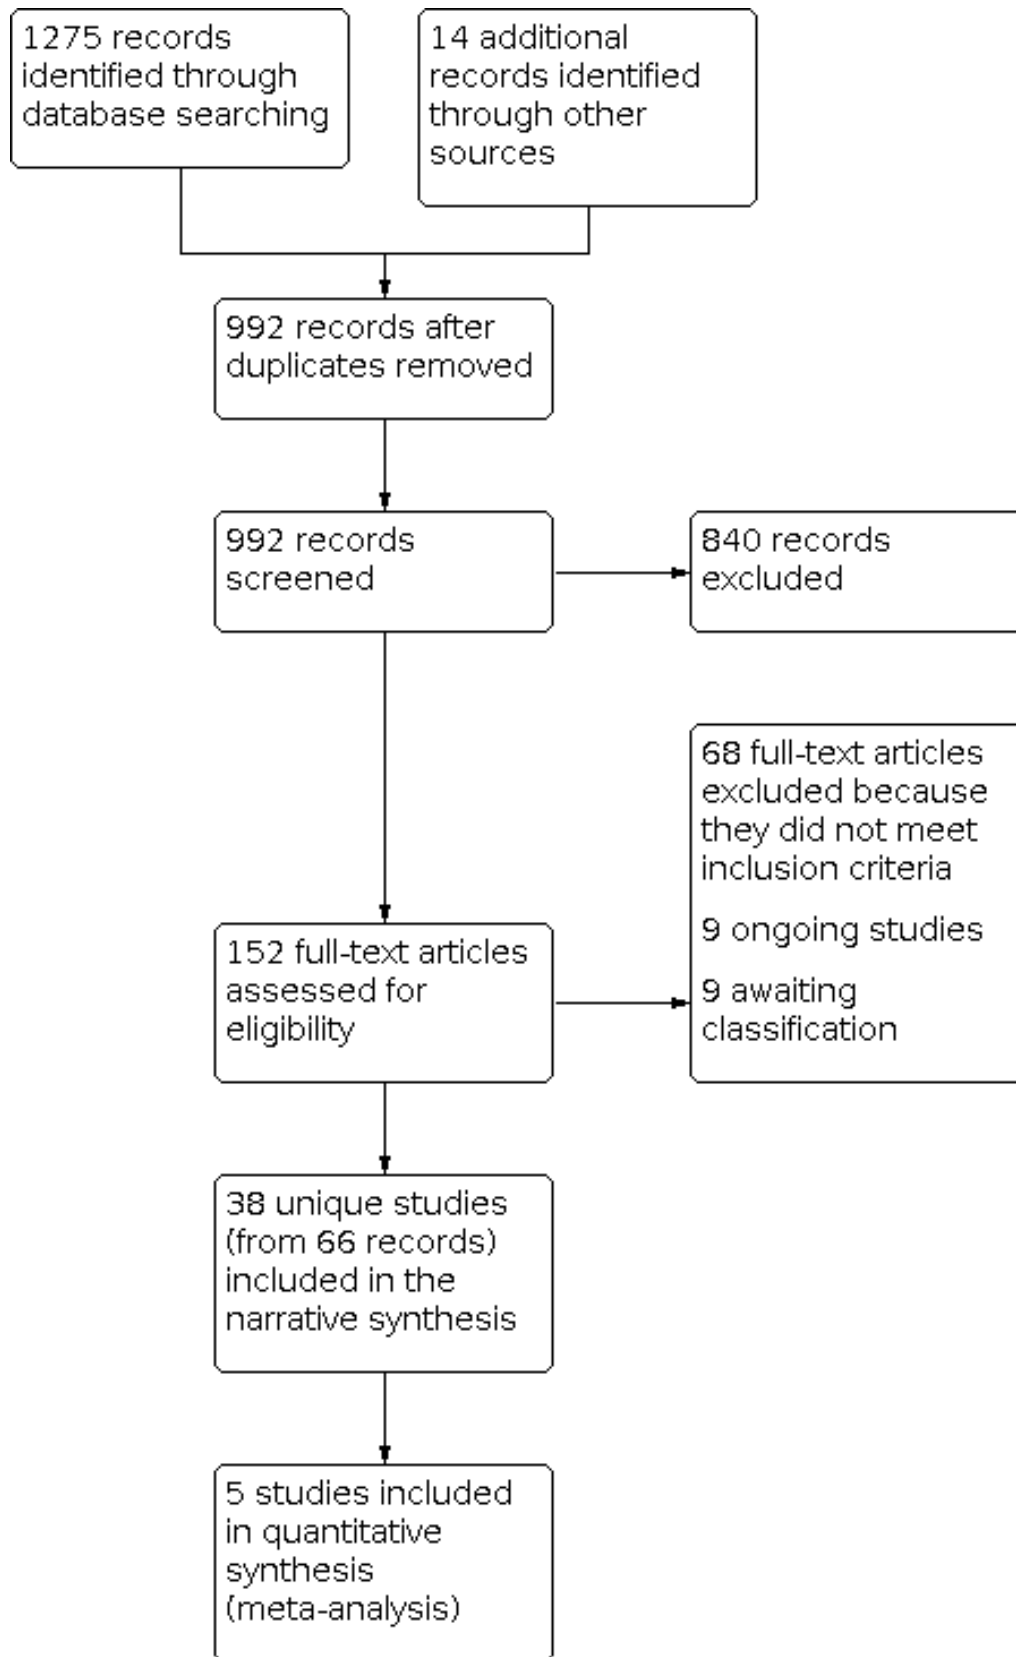 1275 records
identified through
database searching
14 additional
records identified
through other
sources
992 records after
duplicates removed
992 records
screened
840 records
excluded
68 full-text articles
excluded because
they did not meet
inclusion criteria
9 ongoing studies
9 awaiting
classification
152 full-text articles
assessed for
eligibility
38 unique studies
(from 66 records)
included in the
narrative synthesis
5 studies included
in quantitative
synthesis
(meta-analysis)